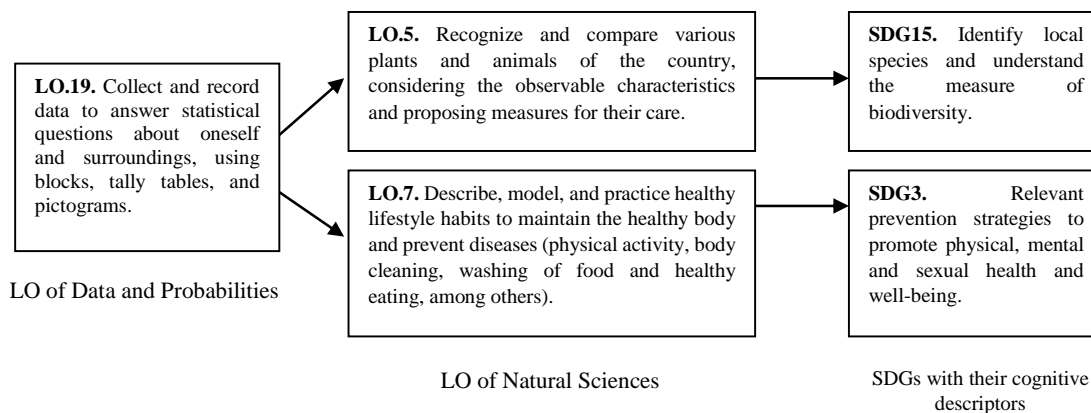 LO.19. Collect and record
data to answer statistical
questions about oneself
and surroundings, using
blocks, tally tables, and
pictograms.
LO of Data and Probabilities
LO.5. Recognize and compare various
plants and animals of the country,
considering the observable characteristics
and proposing measures for their care.
LO.7. Describe, model, and practice healthy
lifestyle habits to maintain the healthy body
and prevent diseases (physical activity, body
cleaning, washing of food and healthy
eating, among others).
LO of Natural Sciences
SDG15. Identify local
species and understand
the measure of
biodiversity.
SDG3. Relevant
prevention strategies to
promote physical, mental
and sexual health and
well-being.
SDGs with their cognitive
descriptors